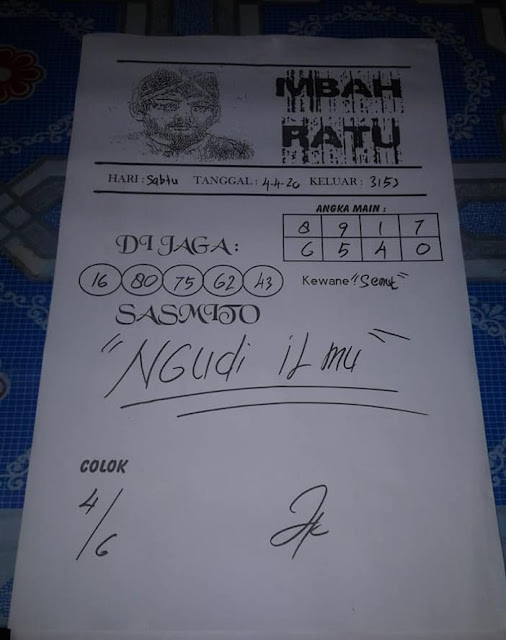 MBAH
RATU
HARI : Sabtu TANGGAL : 4-4-20 KELUAR : 3153
ANGKA MAIN :
8 9 1 7
6 5 4 0
DI JAGA :
16 80 75 62 43
Kewane "Semut"
SASMITO
"NGUdi iLmu"
COLOK
4/6